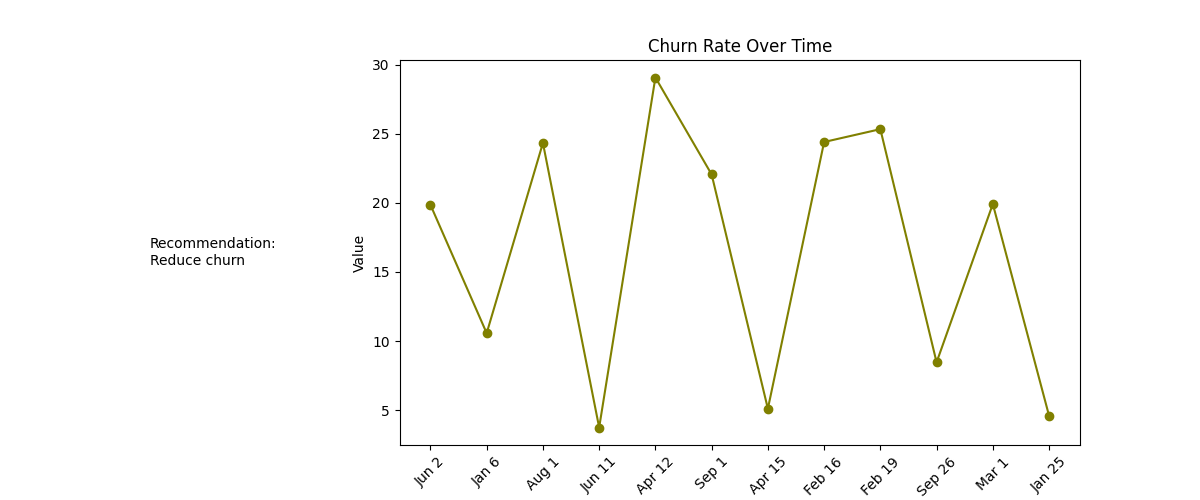 Churn Rate Over Time
Recommendation:
Reduce churn
Value
30
25
20
15
10
5
Jun 2
Jan 6
Aug 1
Jun 11
Apr 12
Sep 1
Apr 15
Feb 16
Feb 19
Sep 26
Mar 1
Jan 25